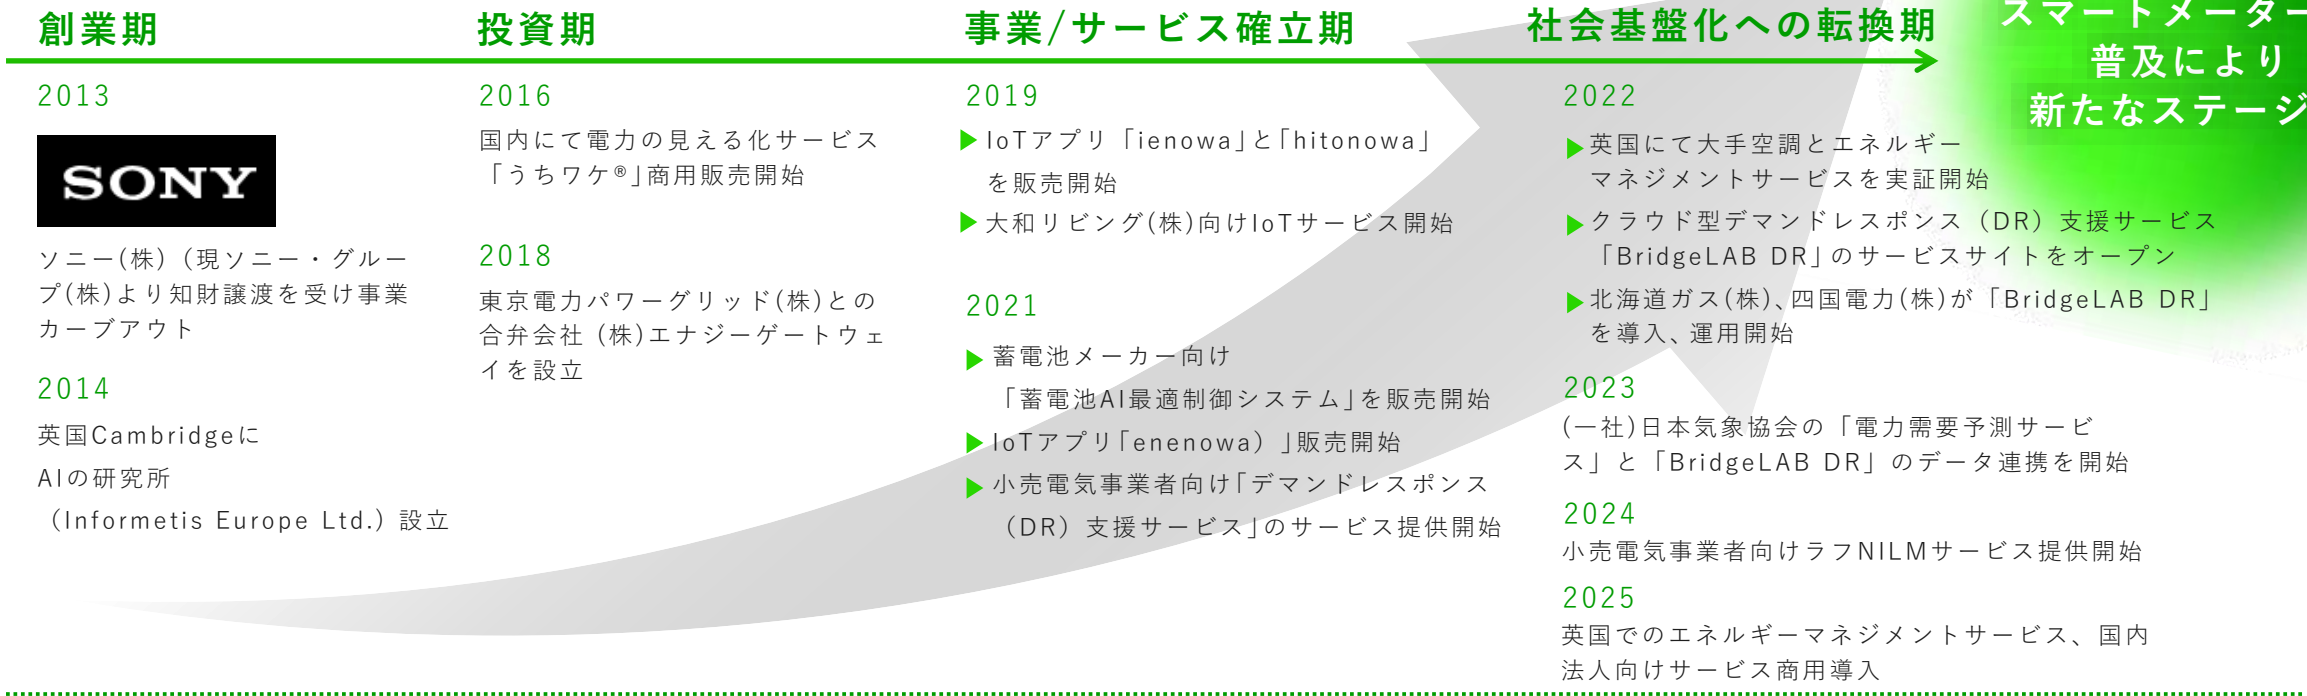 創業期
2013
SONY
ソニー(株)（現ソニー・グルー
プ(株)より知財譲渡を受け事業
カーブアウト
2014
英国Cambridgeに
AIの研究所
（Informetis Europe Ltd.）設立
投資期
2016
国内にて電力の見える化サービス
「うちワケ®」商用販売開始
2018
東京電力パワーグリッド(株)との
合弁会社 (株)エナジーゲートウェ
イを設立
事業/サービス確立期
2019
▶IoTアプリ「ienowa」と「hitonowa」
を販売開始
▶大和リビング(株)向けIoTサービス開始
2021
▶蓄電池メーカー向け
「蓄電池AI最適制御システム」を販売開始
▶IoTアプリ「enenowa）」販売開始
▶小売電気事業者向け「デマンドレスポンス
（DR）支援サービス」のサービス提供開始
社会基盤化への転換期
2022
▶英国にて大手空調とエネルギー
マネジメントサービスを実証開始
▶クラウド型デマンドレスポンス（DR）支援サービス
「BridgeLAB DR」のサービスサイトをオープン
▶北海道ガス(株)、四国電力(株)が「BridgeLAB DR」
を導入、運用開始
2023
(一社)日本気象協会の「電力需要予測サービ
ス」と「BridgeLAB DR」のデータ連携を開始
2024
小売電気事業者向けラフNILMサービス提供開始
2025
英国でのエネルギーマネジメントサービス、国内
法人向けサービス商用導入
スマートメーター
普及により
新たなステージ